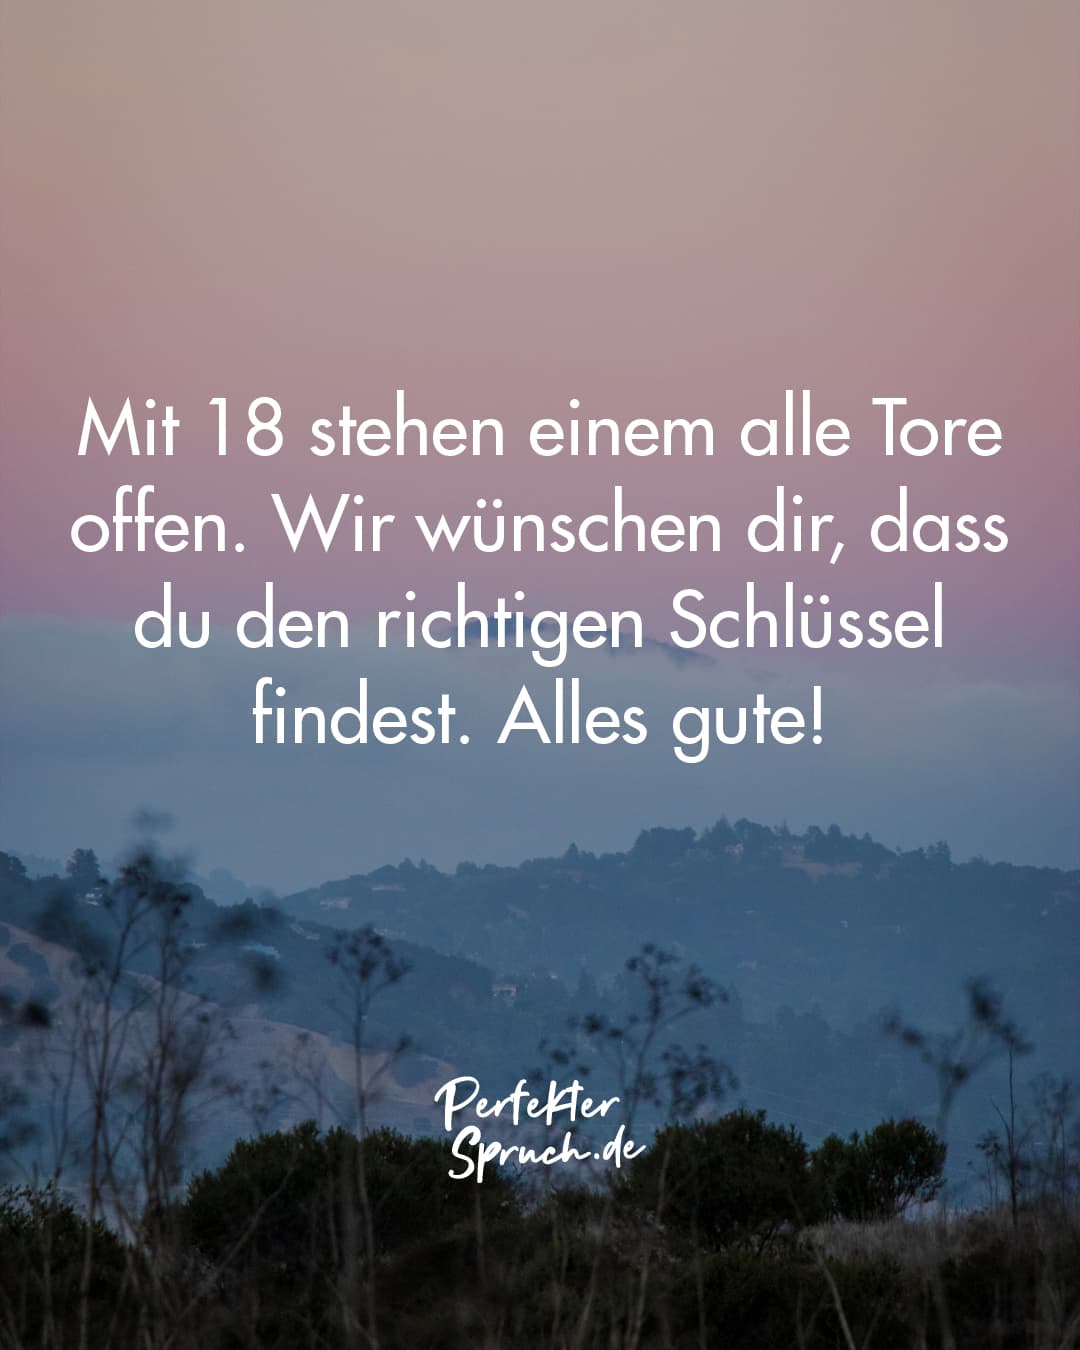 Mit 18 stehen einem alle Tore
offen. Wir wünschen dir, dass
du den richtigen Schlüssel
findest. Alles gute!
Perfekter
Spruch.de